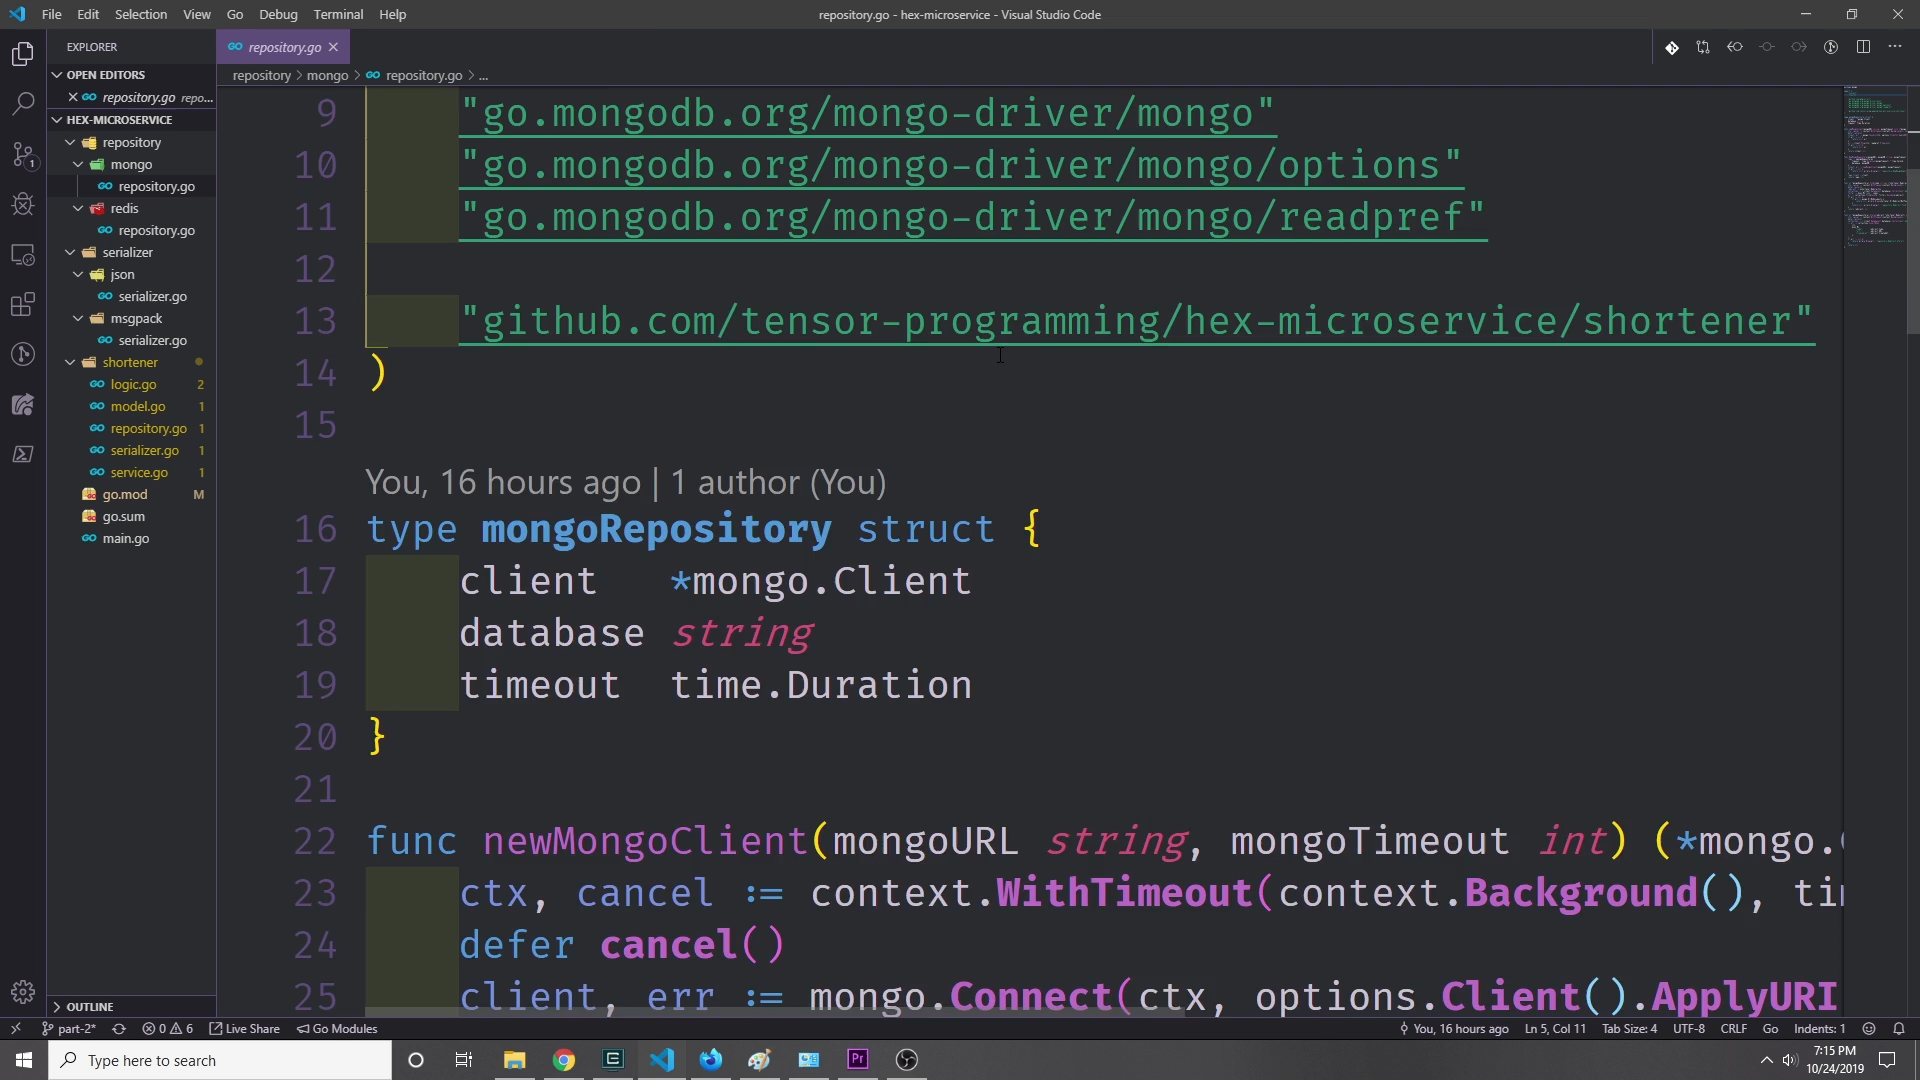 File Edit Selection View Go Debug Terminal Help
repository.go - hex-microservice - Visual Studio Code
EXPLORER
repository.go
OPEN EDITORS
repository.go repo...
HEX-MICROSERVICE
repository
mongo
repository.go
redis
repository.go
serializer
json
serializer.go
msgpack
serializer.go
shortener
logic.go 2
model.go 1
repository.go 1
serializer.go 1
service.go 1
go.mod M
go.sum
main.go
OUTLINE
repository > mongo > repository.go > ...
9 "go.mongodb.org/mongo-driver/mongo"
10 "go.mongodb.org/mongo-driver/mongo/options"
11 "go.mongodb.org/mongo-driver/mongo/readpref"
12
13 "github.com/tensor-programming/hex-microservice/shortener"
14 )
15
You, 16 hours ago | 1 author (You)
16 type mongoRepository struct {
17 client *mongo.Client
18 database string
19 timeout time.Duration
20 }
21
22 func newMongoClient(mongoURL string, mongoTimeout int) (*mongo.
23 ctx, cancel := context.WithTimeout(context.Background(), ti
24 defer cancel()
25 client, err := mongo.Connect(ctx, options.Client().ApplyURI
part-2* 0 6 Live Share Go Modules
You, 16 hours ago Ln 5, Col 11 Tab Size: 4 UTF-8 CRLF Go Indents: 1
Type here to search
7:15 PM
10/24/2019